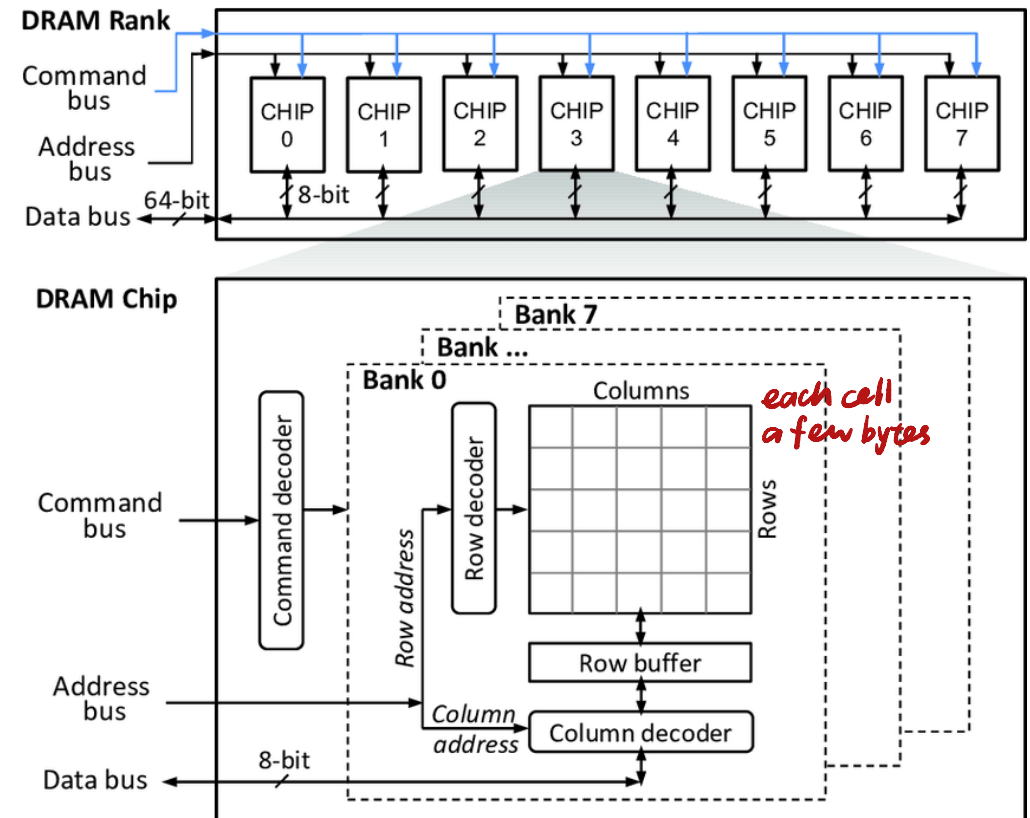 DRAM Rank
Command
bus
Address
bus
64-bit
Data bus
CHIP
0
CHIP
1
CHIP
2
CHIP
3
CHIP
4
CHIP
5
CHIP
6
CHIP
7
8-bit
DRAM Chip
Bank 7
Bank ...
Bank 0
Columns
each cell
a few bytes
Rows
Command
bus
Command decoder
Row decoder
Row address
Row buffer
Address
bus
Column
address
Column decoder
8-bit
Data bus